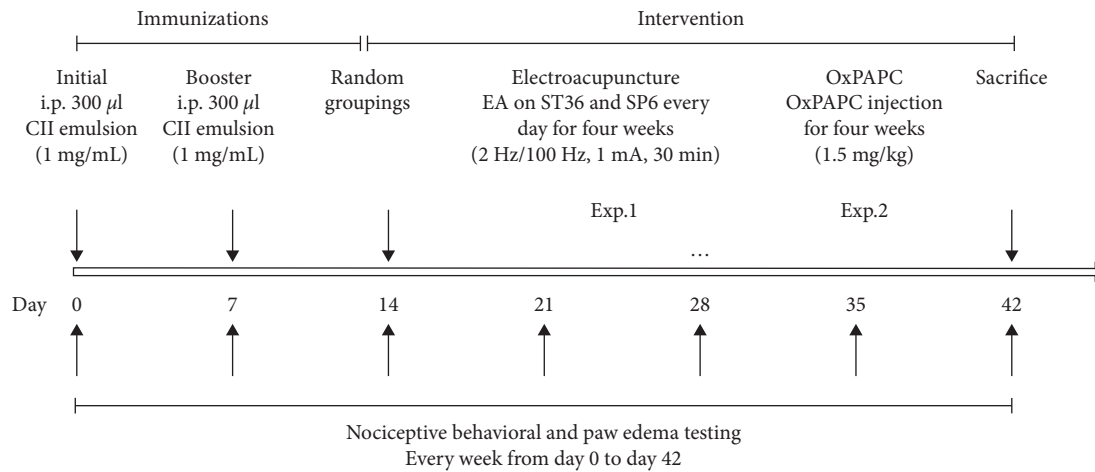 Immunizations
Intervention
Initial
i.p. 300 µl
CII emulsion
(1 mg/mL)
Booster
i.p. 300 µl
CII emulsion
(1 mg/mL)
Random
groupings
Electroacupuncture
EA on ST36 and SP6 every
day for four weeks
(2 Hz/100 Hz, 1 mA, 30 min)
OxPAPC
OxPAPC injection
for four weeks
(1.5 mg/kg)
Sacrifice
Exp.1
Exp.2
...
Day 0 7 14 21 28 35 42
Nociceptive behavioral and paw edema testing
Every week from day 0 to day 42